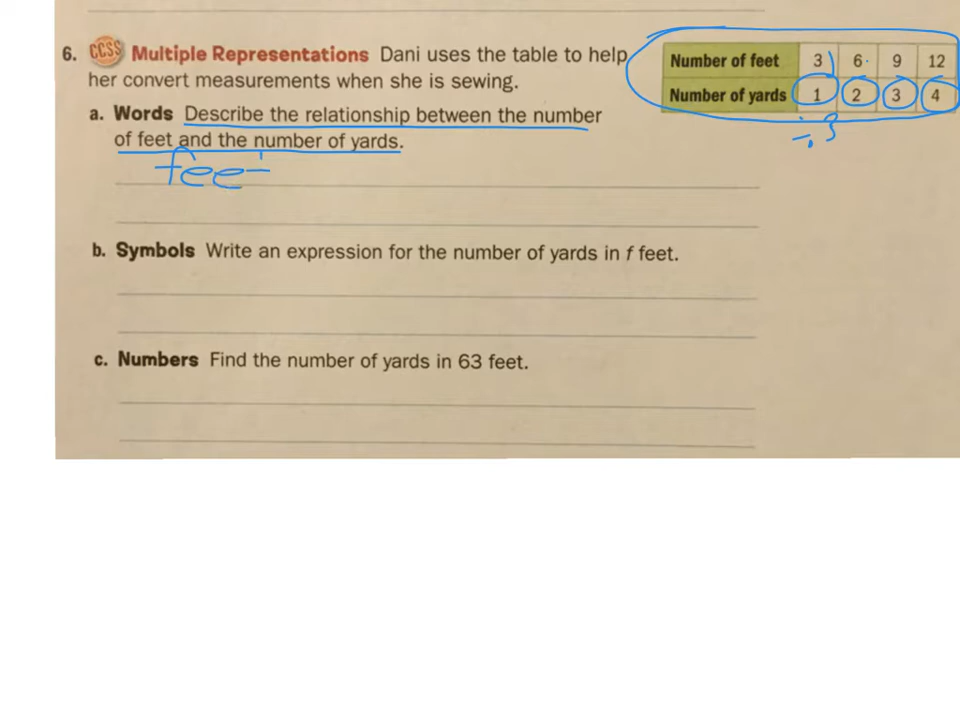 6. CCSS Multiple Representations Dani uses the table to help
her convert measurements when she is sewing.
Number of feet 3 6 9 12
Number of yards 1 2 3 4
÷3
a. Words Describe the relationship between the number
of feet and the number of yards.
feet
b. Symbols Write an expression for the number of yards in f feet.
c. Numbers Find the number of yards in 63 feet.